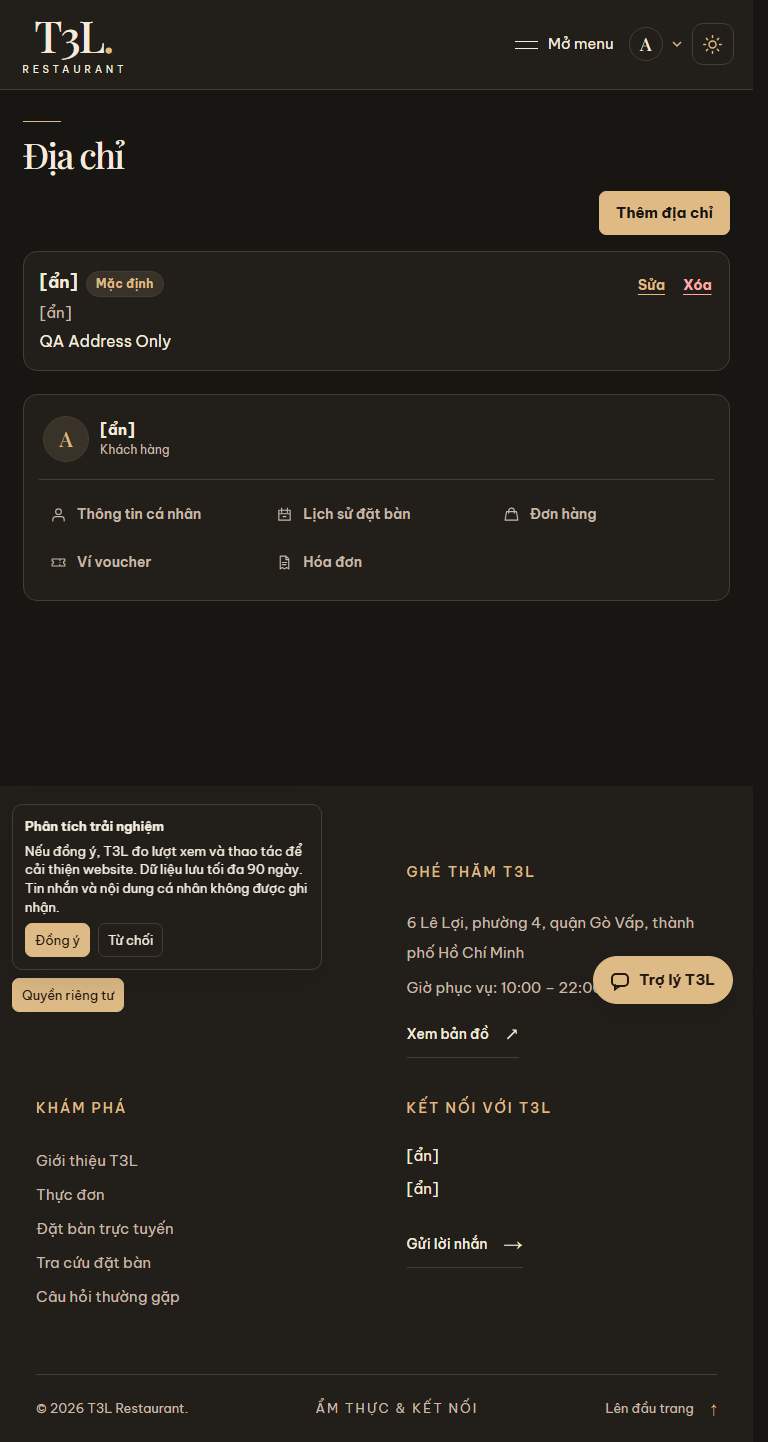 T3L.
RESTAURANT
Mở menu
A
Địa chỉ
Thêm địa chỉ
[ẩn] Mặc định
Sửa Xóa
[ẩn]
QA Address Only
A
[ẩn]
Khách hàng
Thông tin cá nhân
Lịch sử đặt bàn
Đơn hàng
Ví voucher
Hóa đơn
Phân tích trải nghiệm
Nếu đồng ý, T3L đo lượt xem và thao tác để
cải thiện website. Dữ liệu lưu tối đa 90 ngày.
Tin nhắn và nội dung cá nhân không được ghi
nhận.
Đồng ý
Từ chối
Quyền riêng tư
GHÉ THĂM T3L
6 Lê Lợi, phường 4, quận Gò Vấp, thành
phố Hồ Chí Minh
Giờ phục vụ: 10:00 – 22:00
Trợ lý T3L
Xem bản đồ ↗
KHÁM PHÁ
Giới thiệu T3L
Thực đơn
Đặt bàn trực tuyến
Tra cứu đặt bàn
Câu hỏi thường gặp
KẾT NỐI VỚI T3L
[ẩn]
[ẩn]
Gửi lời nhắn →
© 2026 T3L Restaurant.
ẨM THỰC & KẾT NỐI
Lên đầu trang ↑